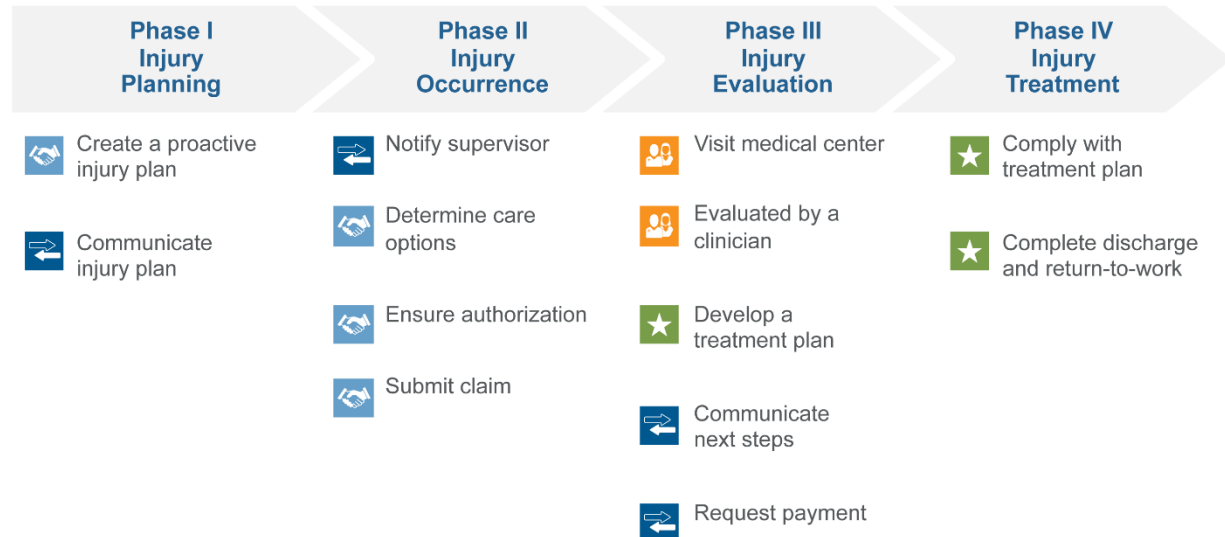 Phase I
Injury
Planning
Phase II
Injury
Occurrence
Phase III
Injury
Evaluation
Phase IV
Injury
Treatment
Create a proactive
injury plan
Communicate
injury plan
Notify supervisor
Determine care
options
Ensure authorization
Submit claim
Visit medical center
Evaluated by a
clinician
Develop a
treatment plan
Communicate
next steps
Request payment
Comply with
treatment plan
Complete discharge
and return-to-work